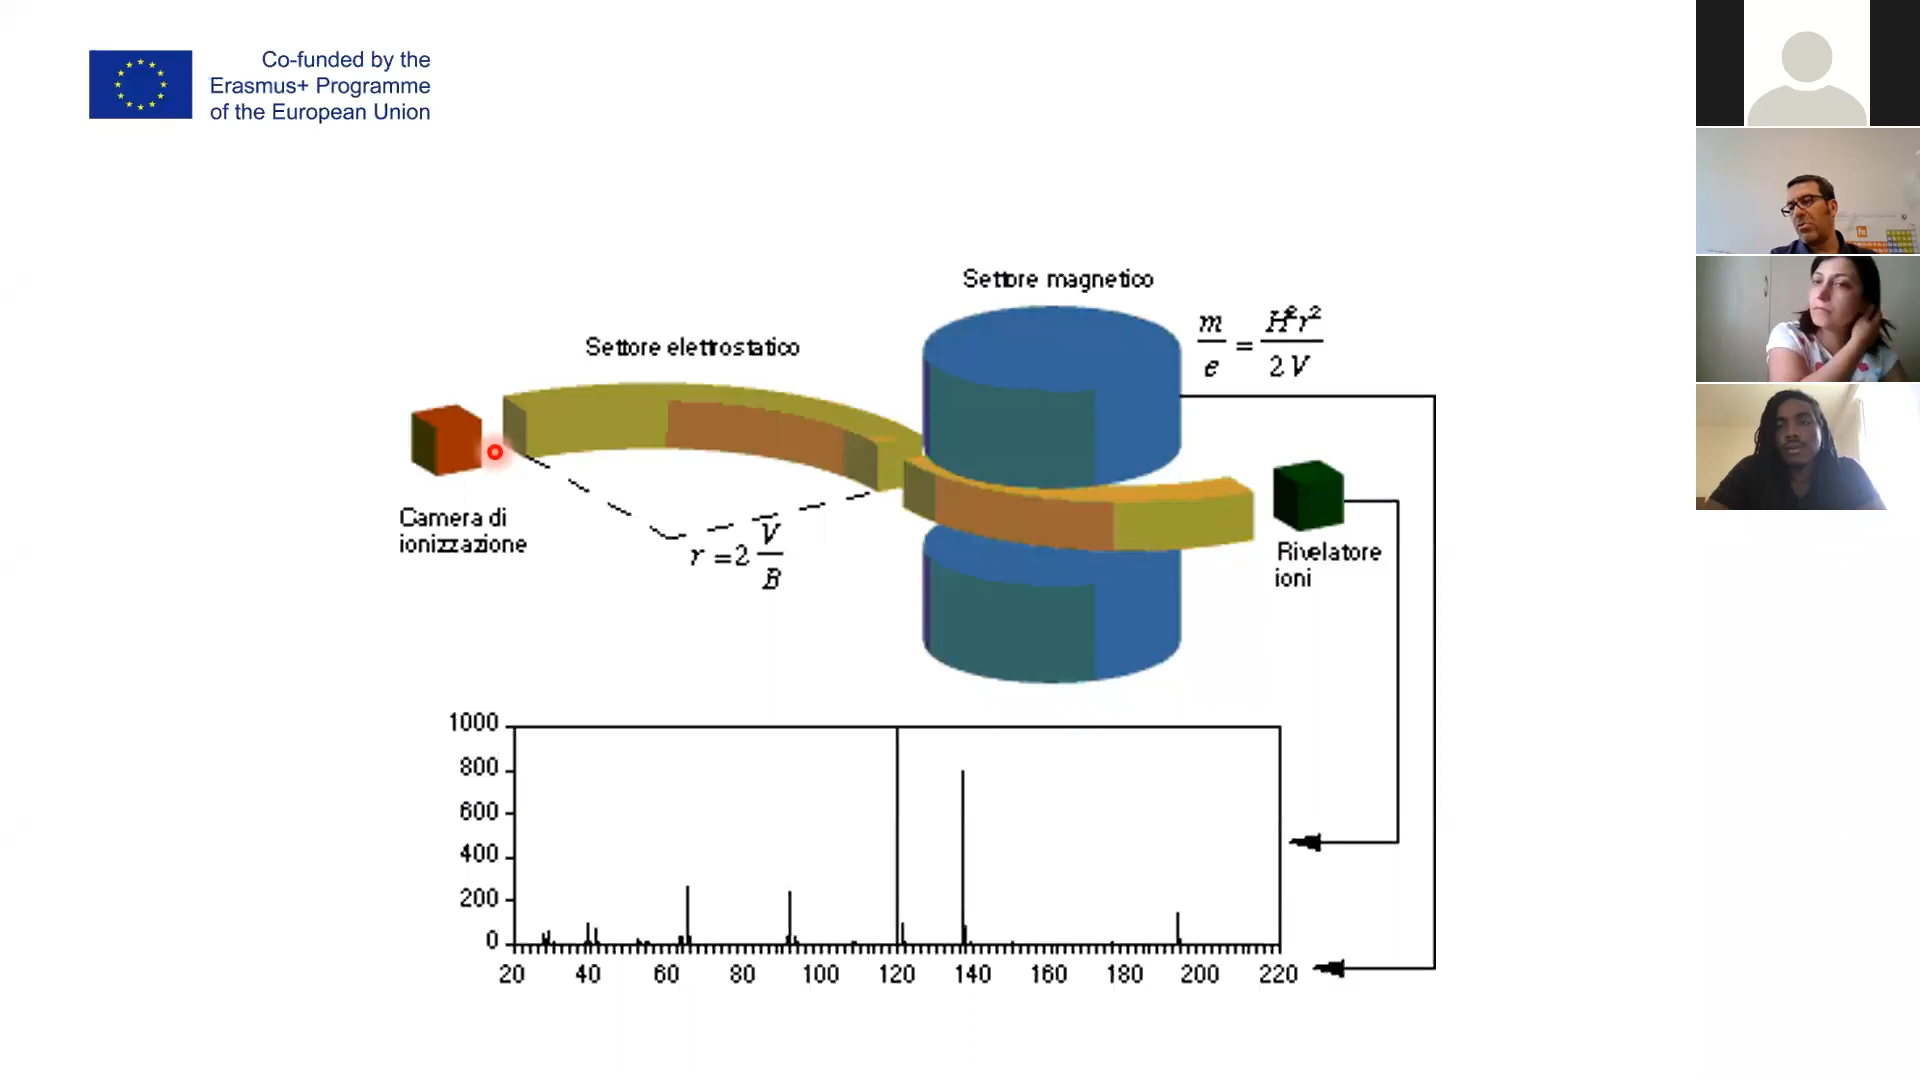 Co-funded by the
Erasmus+ Programme
of the European Union
Settore magnetico
m/e = H²r²/2V
Settore elettrostatico
Camera di
ionizzazione
r = 2 V/B
Rivelatore
ioni
1000
800
600
400
200
0
20 40 60 80 100 120 140 160 180 200 220